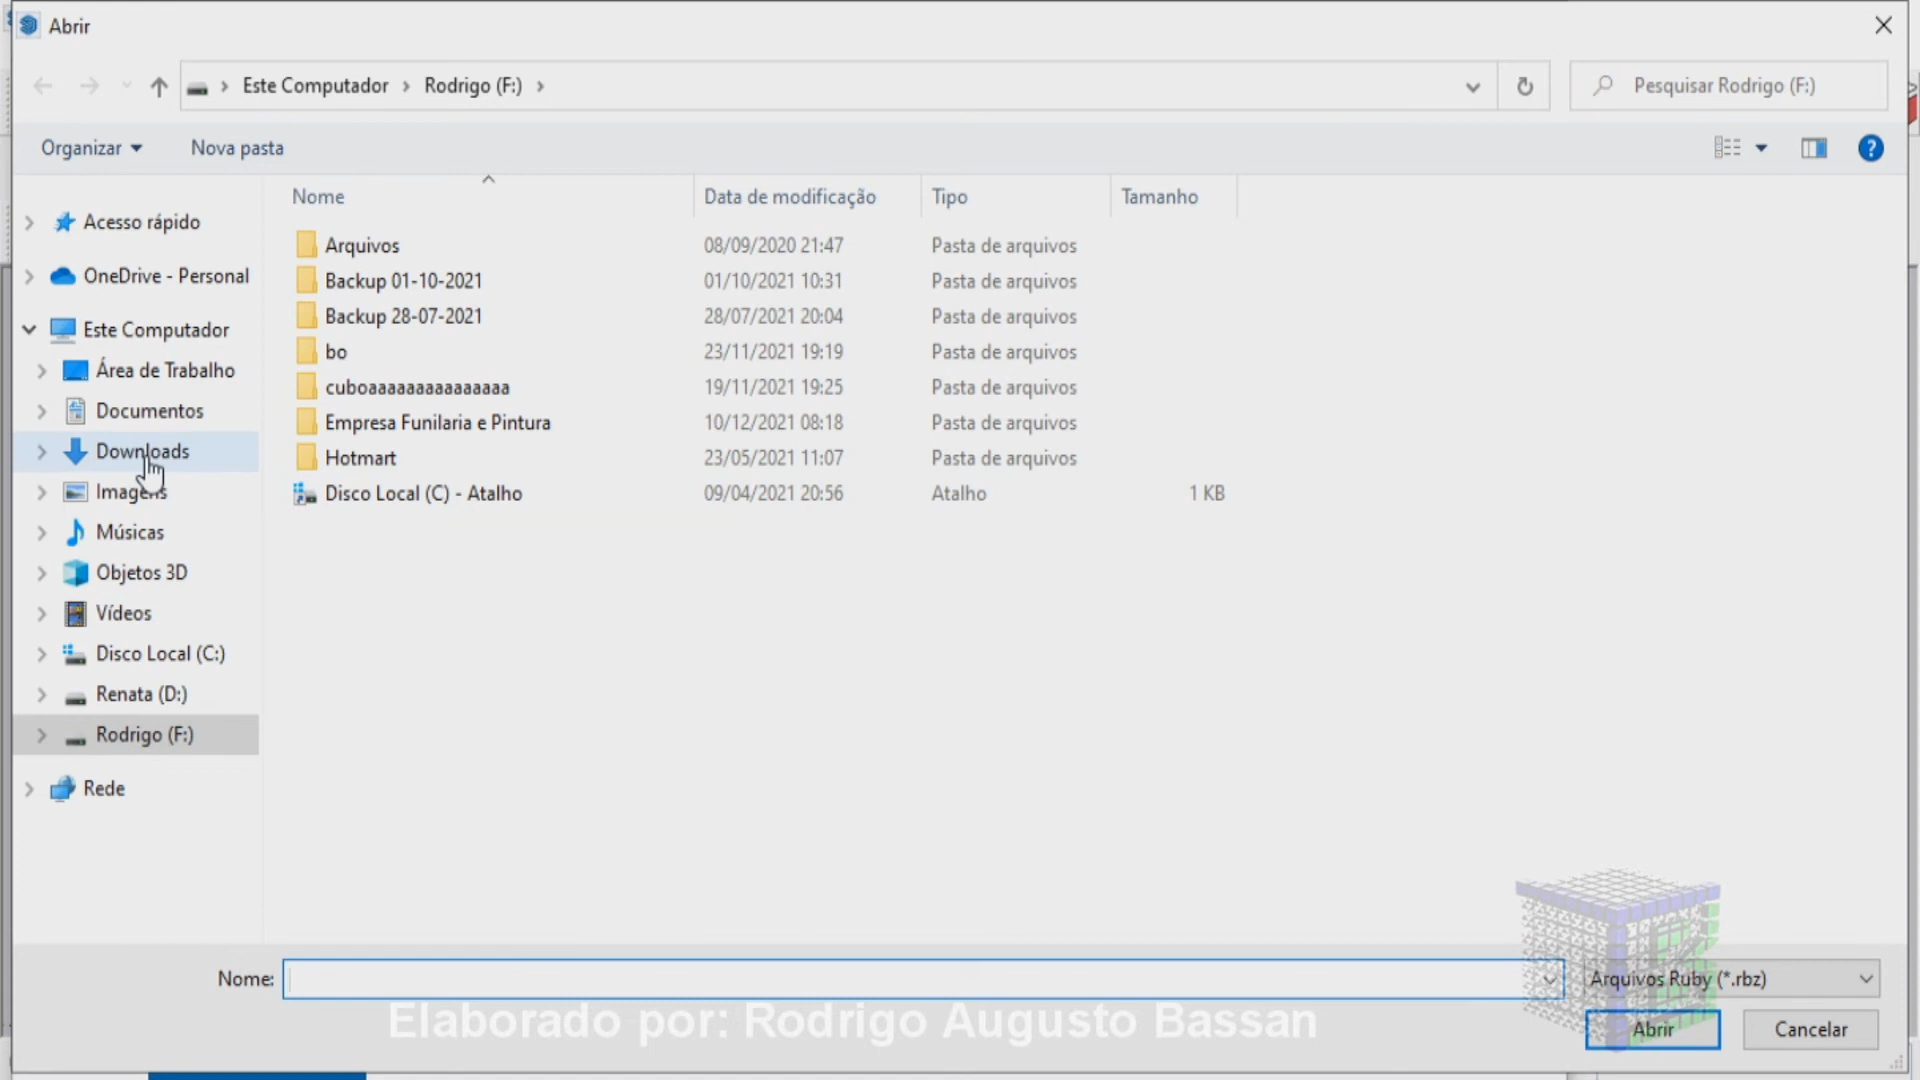 Abrir
Este Computador
Rodrigo (F:)
Pesquisar Rodrigo (F:)
Organizar
Nova pasta
Nome
Data de modificação
Tipo
Tamanho
Acesso rápido
OneDrive - Personal
Este Computador
Área de Trabalho
Documentos
Downloads
Imagens
Músicas
Objetos 3D
Vídeos
Disco Local (C:)
Renata (D:)
Rodrigo (F:)
Rede
Arquivos 08/09/2020 21:47 Pasta de arquivos
Backup 01-10-2021 01/10/2021 10:31 Pasta de arquivos
Backup 28-07-2021 28/07/2021 20:04 Pasta de arquivos
bo 23/11/2021 19:19 Pasta de arquivos
cuboaaaaaaaaaaaaaaa 19/11/2021 19:25 Pasta de arquivos
Empresa Funilaria e Pintura 10/12/2021 08:18 Pasta de arquivos
Hotmart 23/05/2021 11:07 Pasta de arquivos
Disco Local (C) - Atalho 09/04/2021 20:56 Atalho 1 KB
Nome:
Arquivos Ruby (*.rbz)
Elaborado por: Rodrigo Augusto Bassan
Abrir
Cancelar